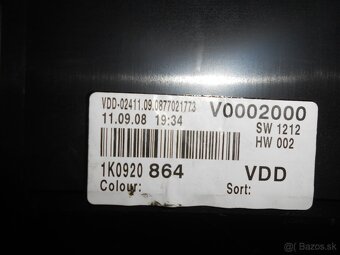 VDD-02411.09.0877021773
V0002000
11.09.08 19:34
SW 1212
HW 002
1K0920 864 VDD
Colour: Sort:
Bazos.sk